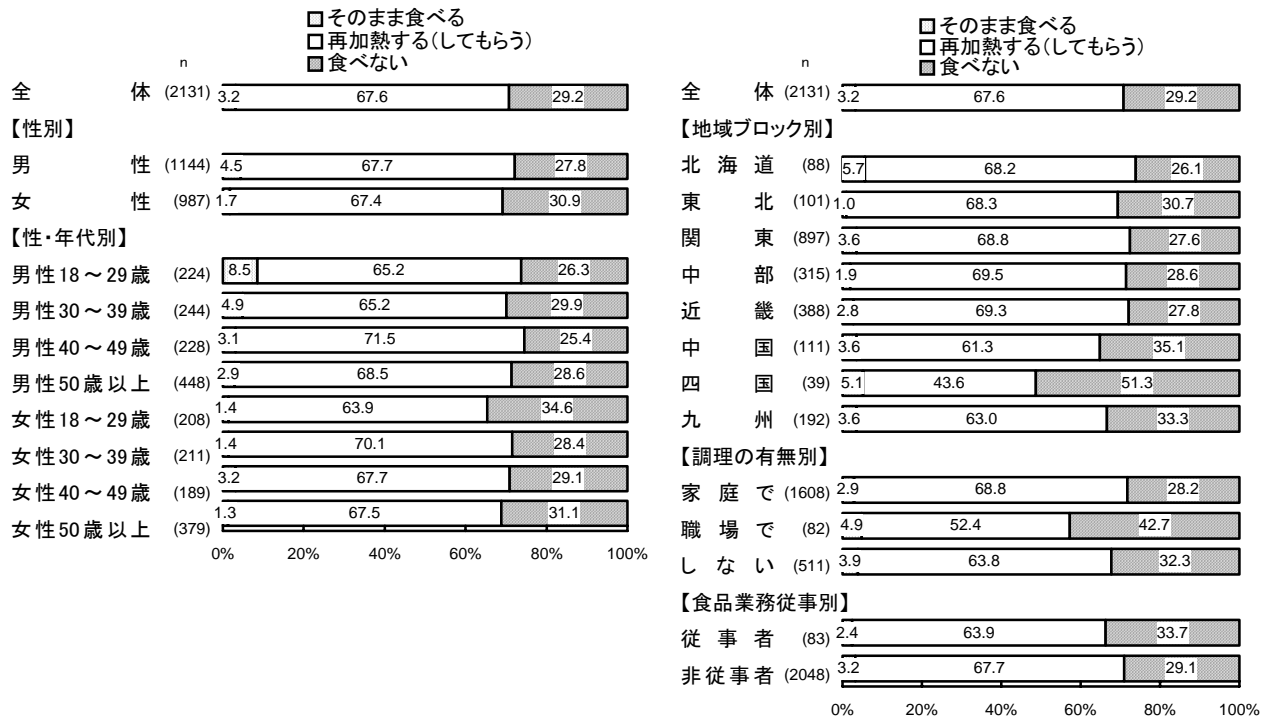 □そのまま食べる
□再加熱する(してもらう)
□食べない
n
全体 (2131) 3.2 67.6 29.2
【性別】
男性 (1144) 4.5 67.7 27.8
女性 (987) 1.7 67.4 30.9
【性・年代別】
男性18～29歳 (224) 8.5 65.2 26.3
男性30～39歳 (244) 4.9 65.2 29.9
男性40～49歳 (228) 3.1 71.5 25.4
男性50歳以上 (448) 2.9 68.5 28.6
女性18～29歳 (208) 1.4 63.9 34.6
女性30～39歳 (211) 1.4 70.1 28.4
女性40～49歳 (189) 3.2 67.7 29.1
女性50歳以上 (379) 1.3 67.5 31.1
0% 20% 40% 60% 80% 100%
□そのまま食べる
□再加熱する(してもらう)
□食べない
n
全体 (2131) 3.2 67.6 29.2
【地域ブロック別】
北海道 (88) 5.7 68.2 26.1
東北 (101) 1.0 68.3 30.7
関東 (897) 3.6 68.8 27.6
中部 (315) 1.9 69.5 28.6
近畿 (388) 2.8 69.3 27.8
中国 (111) 3.6 61.3 35.1
四国 (39) 5.1 43.6 51.3
九州 (192) 3.6 63.0 33.3
【調理の有無別】
家庭で (1608) 2.9 68.8 28.2
職場で (82) 4.9 52.4 42.7
しない (511) 3.9 63.8 32.3
【食品業務従事別】
従事者 (83) 2.4 63.9 33.7
非従事者 (2048) 3.2 67.7 29.1
0% 20% 40% 60% 80% 100%